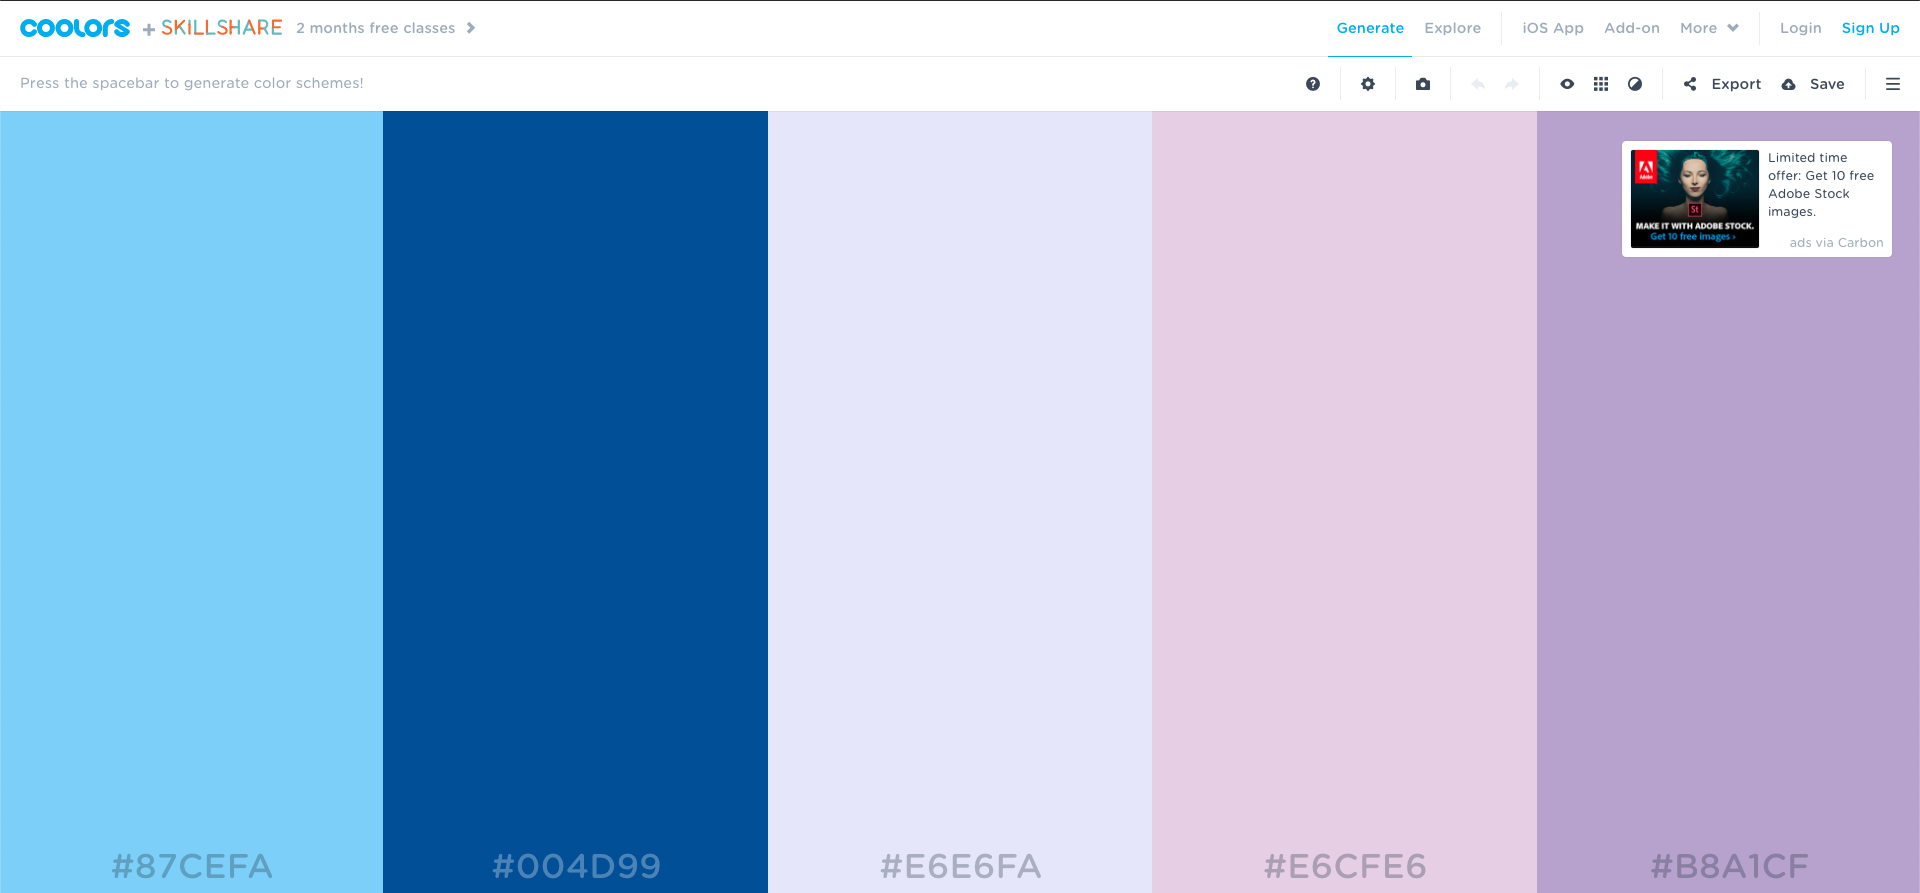 coolors + SKILLSHARE 2 months free classes
Generate Explore iOS App Add-on More Login Sign Up
Press the spacebar to generate color schemes!
Export Save
Adobe
St
MAKE IT WITH ADOBE STOCK.
Get 10 free images ›
Limited time
offer: Get 10 free
Adobe Stock
images.
ads via Carbon
#87CEFA
#004D99
#E6E6FA
#E6CFE6
#B8A1CF